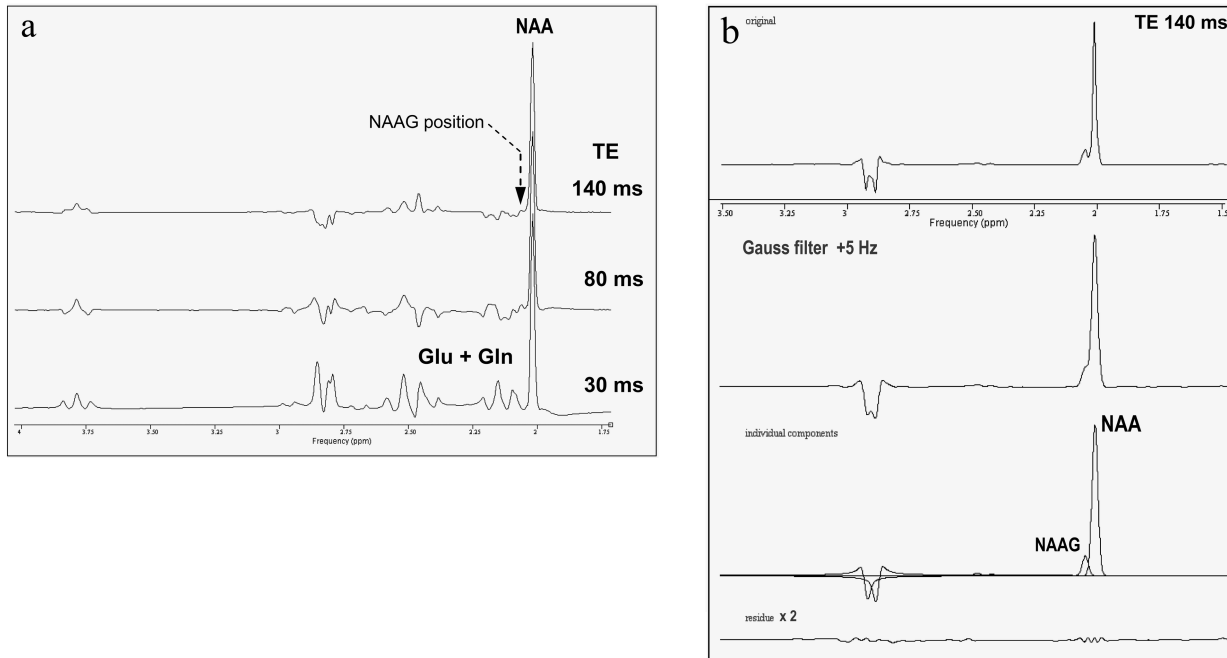 a
NAA
NAAG position
TE
140 ms
80 ms
Glu + Gln
30 ms
4 3.75 3.25 3 2.75 2.50 2.25 2 1.75
Frequency (ppm)
b
original
TE 140 ms
3.50 3.25 3 2.75 2.50 2.25 2 1.50
Frequency (ppm)
Gauss filter +5 Hz
individual components
NAA
NAAG
residue x 2